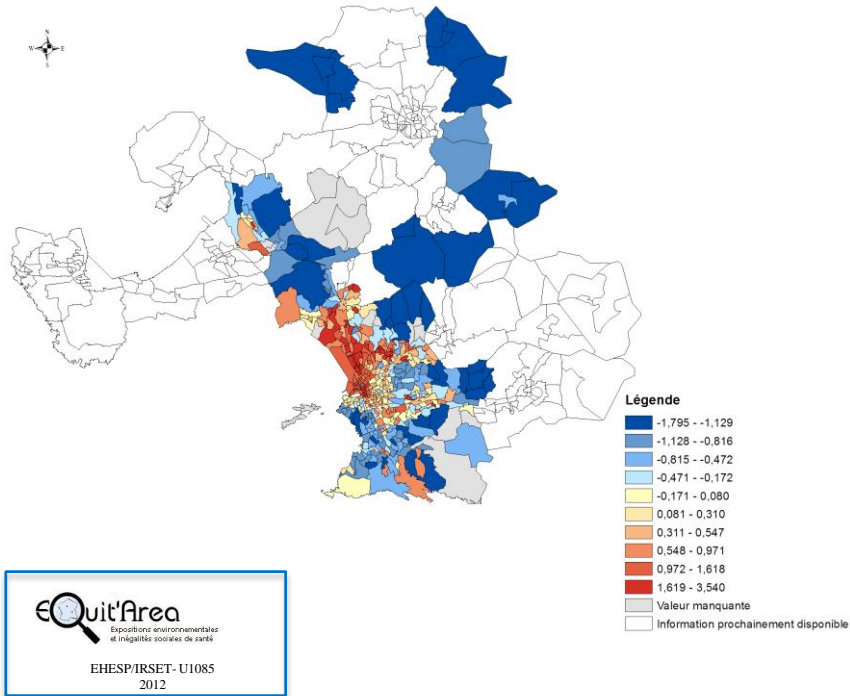 N
W E
S
Légende
-1,795 - -1,129
-1,128 - -0,816
-0,815 - -0,472
-0,471 - -0,172
-0,171 - 0,080
0,081 - 0,310
0,311 - 0,547
0,548 - 0,971
0,972 - 1,618
1,619 - 3,540
Valeur manquante
Information prochainement disponible
EQuit'Area
Expositions environnementales
et inégalités sociales de santé
EHESP/IRSET- U1085
2012